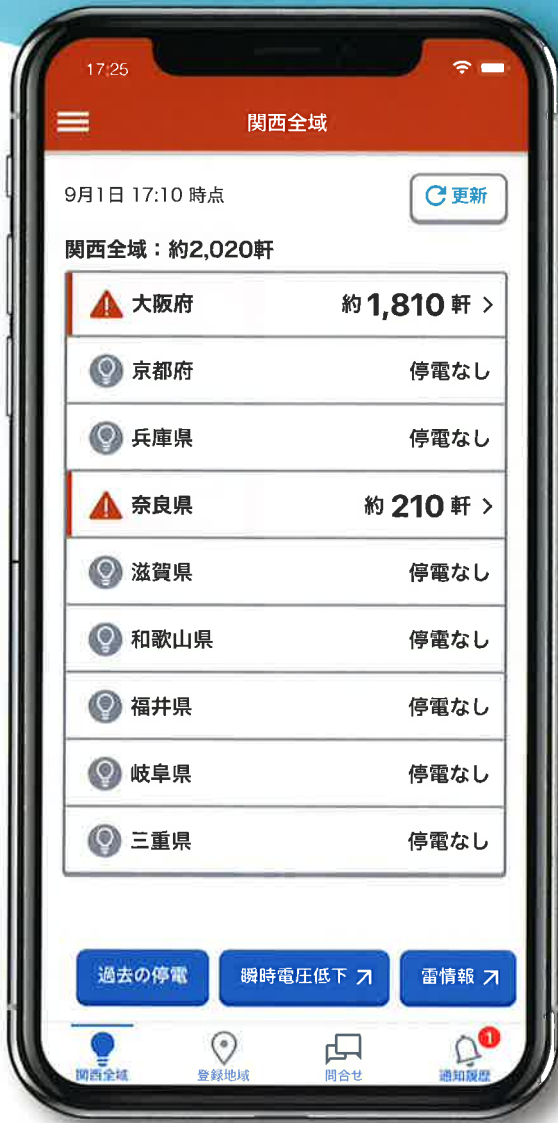 17:25
関西全域
9月1日 17:10 時点
更新
関西全域：約2,020軒
大阪府 約1,810軒 >
京都府 停電なし
兵庫県 停電なし
奈良県 約210軒 >
滋賀県 停電なし
和歌山県 停電なし
福井県 停電なし
岐阜県 停電なし
三重県 停電なし
過去の停電 瞬時電圧低下 雷情報
1
関西全域 登録地域 問合せ 通知履歴